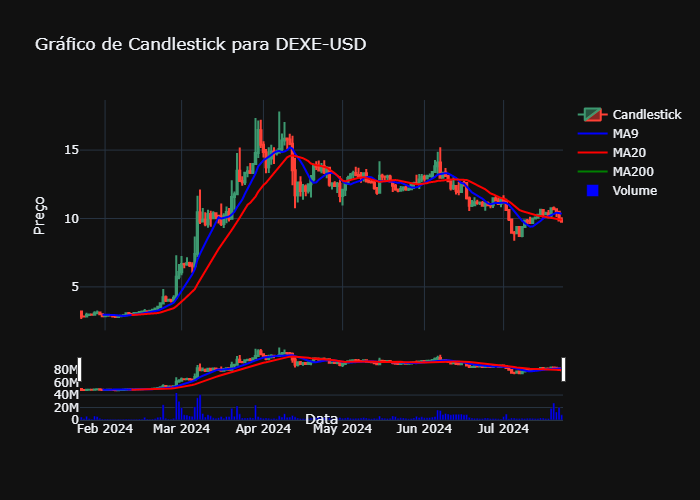 Gráfico de Candlestick para DEXE-USD
Candlestick
MA9
MA20
MA200
Volume
Preço
15
10
5
80M
60M
40M
20M
0
Data
Feb 2024 Mar 2024 Apr 2024 May 2024 Jun 2024 Jul 2024